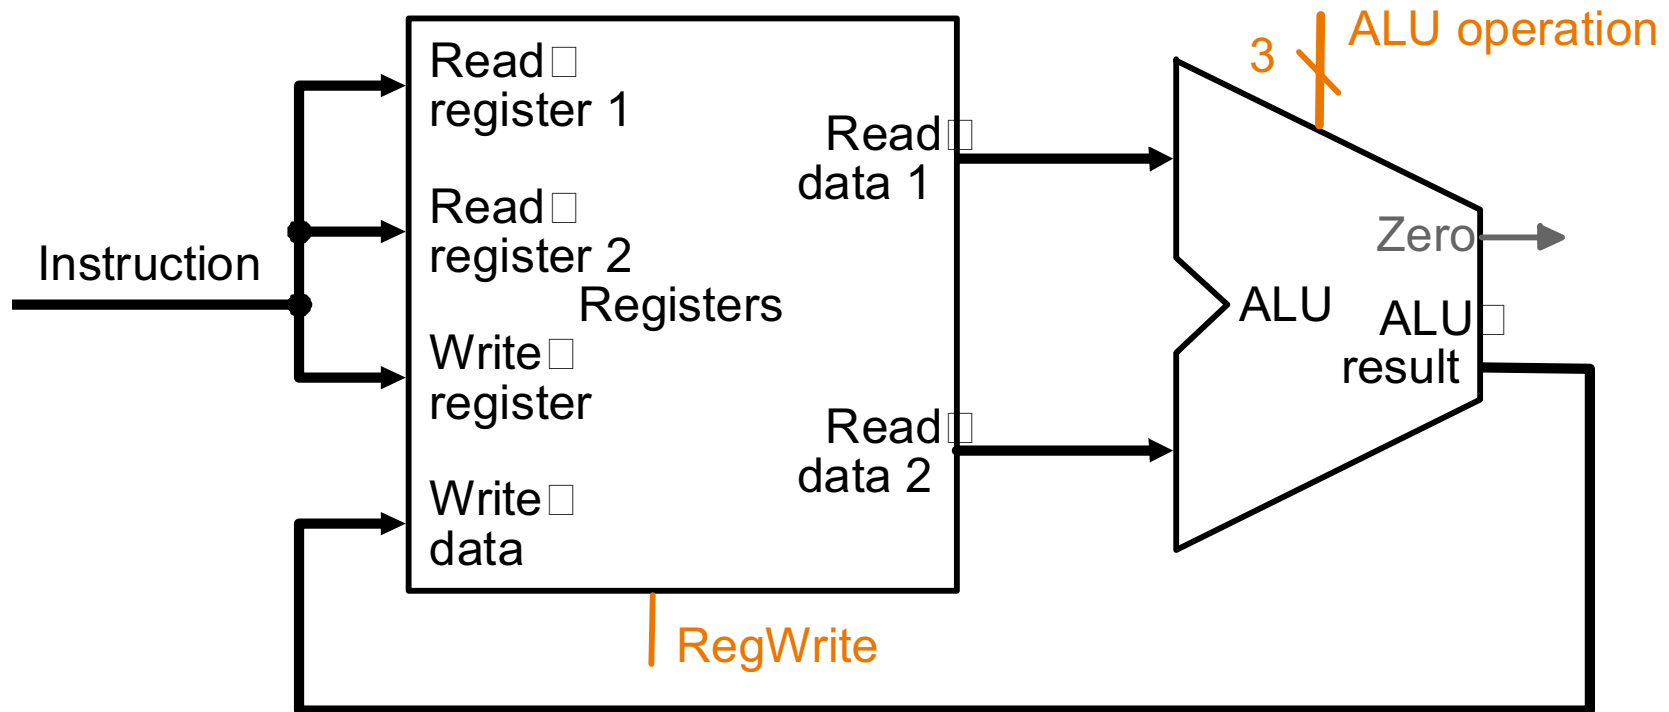 Instruction
Read
register 1
Read
register 2
Registers
Write
register
Write
data
Read
data 1
Read
data 2
RegWrite
3
ALU operation
Zero
ALU
ALU
result